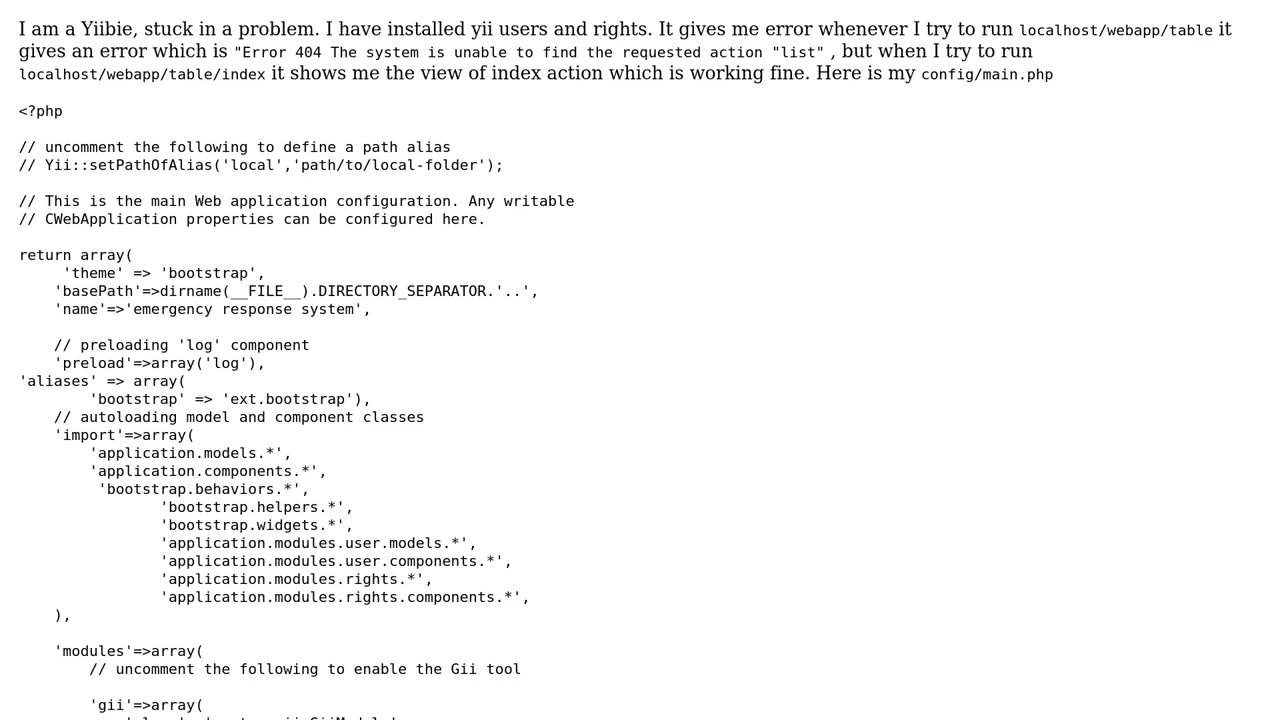 I am a Yiibie, stuck in a problem. I have installed yii users and rights. It gives me error whenever I try to run localhost/webapp/table it
gives an error which is "Error 404 The system is unable to find the requested action "list" , but when I try to run
localhost/webapp/table/index it shows me the view of index action which is working fine. Here is my config/main.php
<?php
// uncomment the following to define a path alias
// Yii::setPathOfAlias('local','path/to/local-folder');
// This is the main Web application configuration. Any writable
// CWebApplication properties can be configured here.
return array(
     'theme' => 'bootstrap',
    'basePath'=>dirname(__FILE__).DIRECTORY_SEPARATOR.'..',
    'name'=>'emergency response system',
    // preloading 'log' component
    'preload'=>array('log'),
'aliases' => array(
        'bootstrap' => 'ext.bootstrap'),
    // autoloading model and component classes
    'import'=>array(
        'application.models.*',
        'application.components.*',
         'bootstrap.behaviors.*',
                'bootstrap.helpers.*',
                'bootstrap.widgets.*',
                'application.modules.user.models.*',
                'application.modules.user.components.*',
                'application.modules.rights.*',
                'application.modules.rights.components.*',
    ),
    'modules'=>array(
        // uncomment the following to enable the Gii tool
        'gii'=>array(